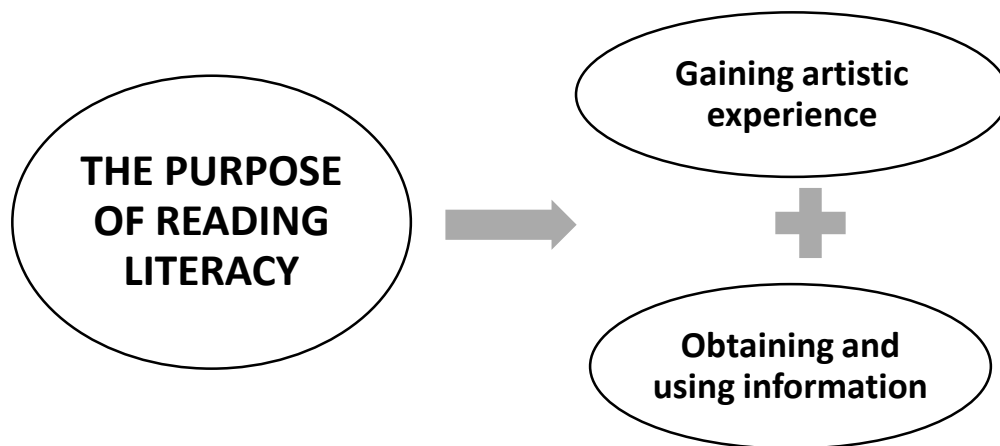 THE PURPOSE
OF READING
LITERACY
Gaining artistic
experience
Obtaining and
using information